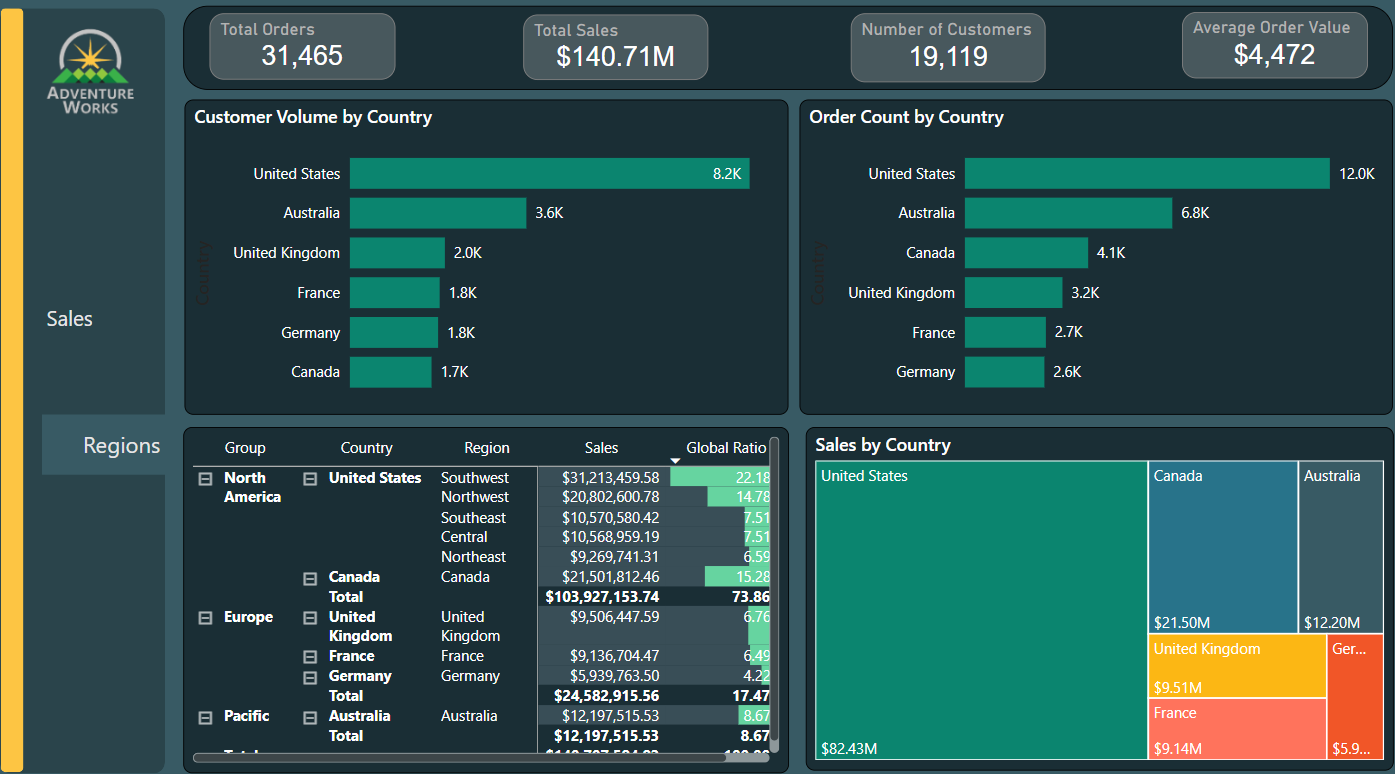 ADVENTURE
WORKS
Sales
Regions
Total Orders
31,465
Total Sales
$140.71M
Number of Customers
19,119
Average Order Value
$4,472
Customer Volume by Country
Country
United States 8.2K
Australia 3.6K
United Kingdom 2.0K
France 1.8K
Germany 1.8K
Canada 1.7K
Order Count by Country
Country
United States 12.0K
Australia 6.8K
Canada 4.1K
United Kingdom 3.2K
France 2.7K
Germany 2.6K
Group Country Region Sales Global Ratio
North United States Southwest $31,213,459.58 22.18
America Northwest $20,802,600.78 14.78
Southeast $10,570,580.42 7.51
Central $10,568,959.19 7.51
Northeast $9,269,741.31 6.59
Canada Canada $21,501,812.46 15.28
Total $103,927,153.74 73.86
Europe United United $9,506,447.59 6.76
Kingdom Kingdom
France France $9,136,704.47 6.49
Germany Germany $5,939,763.50 4.22
Total $24,582,915.56 17.47
Pacific Australia Australia $12,197,515.53 8.67
Total $12,197,515.53 8.67
Sales by Country
United States
$82.43M
Canada
$21.50M
Australia
$12.20M
United Kingdom
$9.51M
France
$9.14M
Ger...
$5.9...